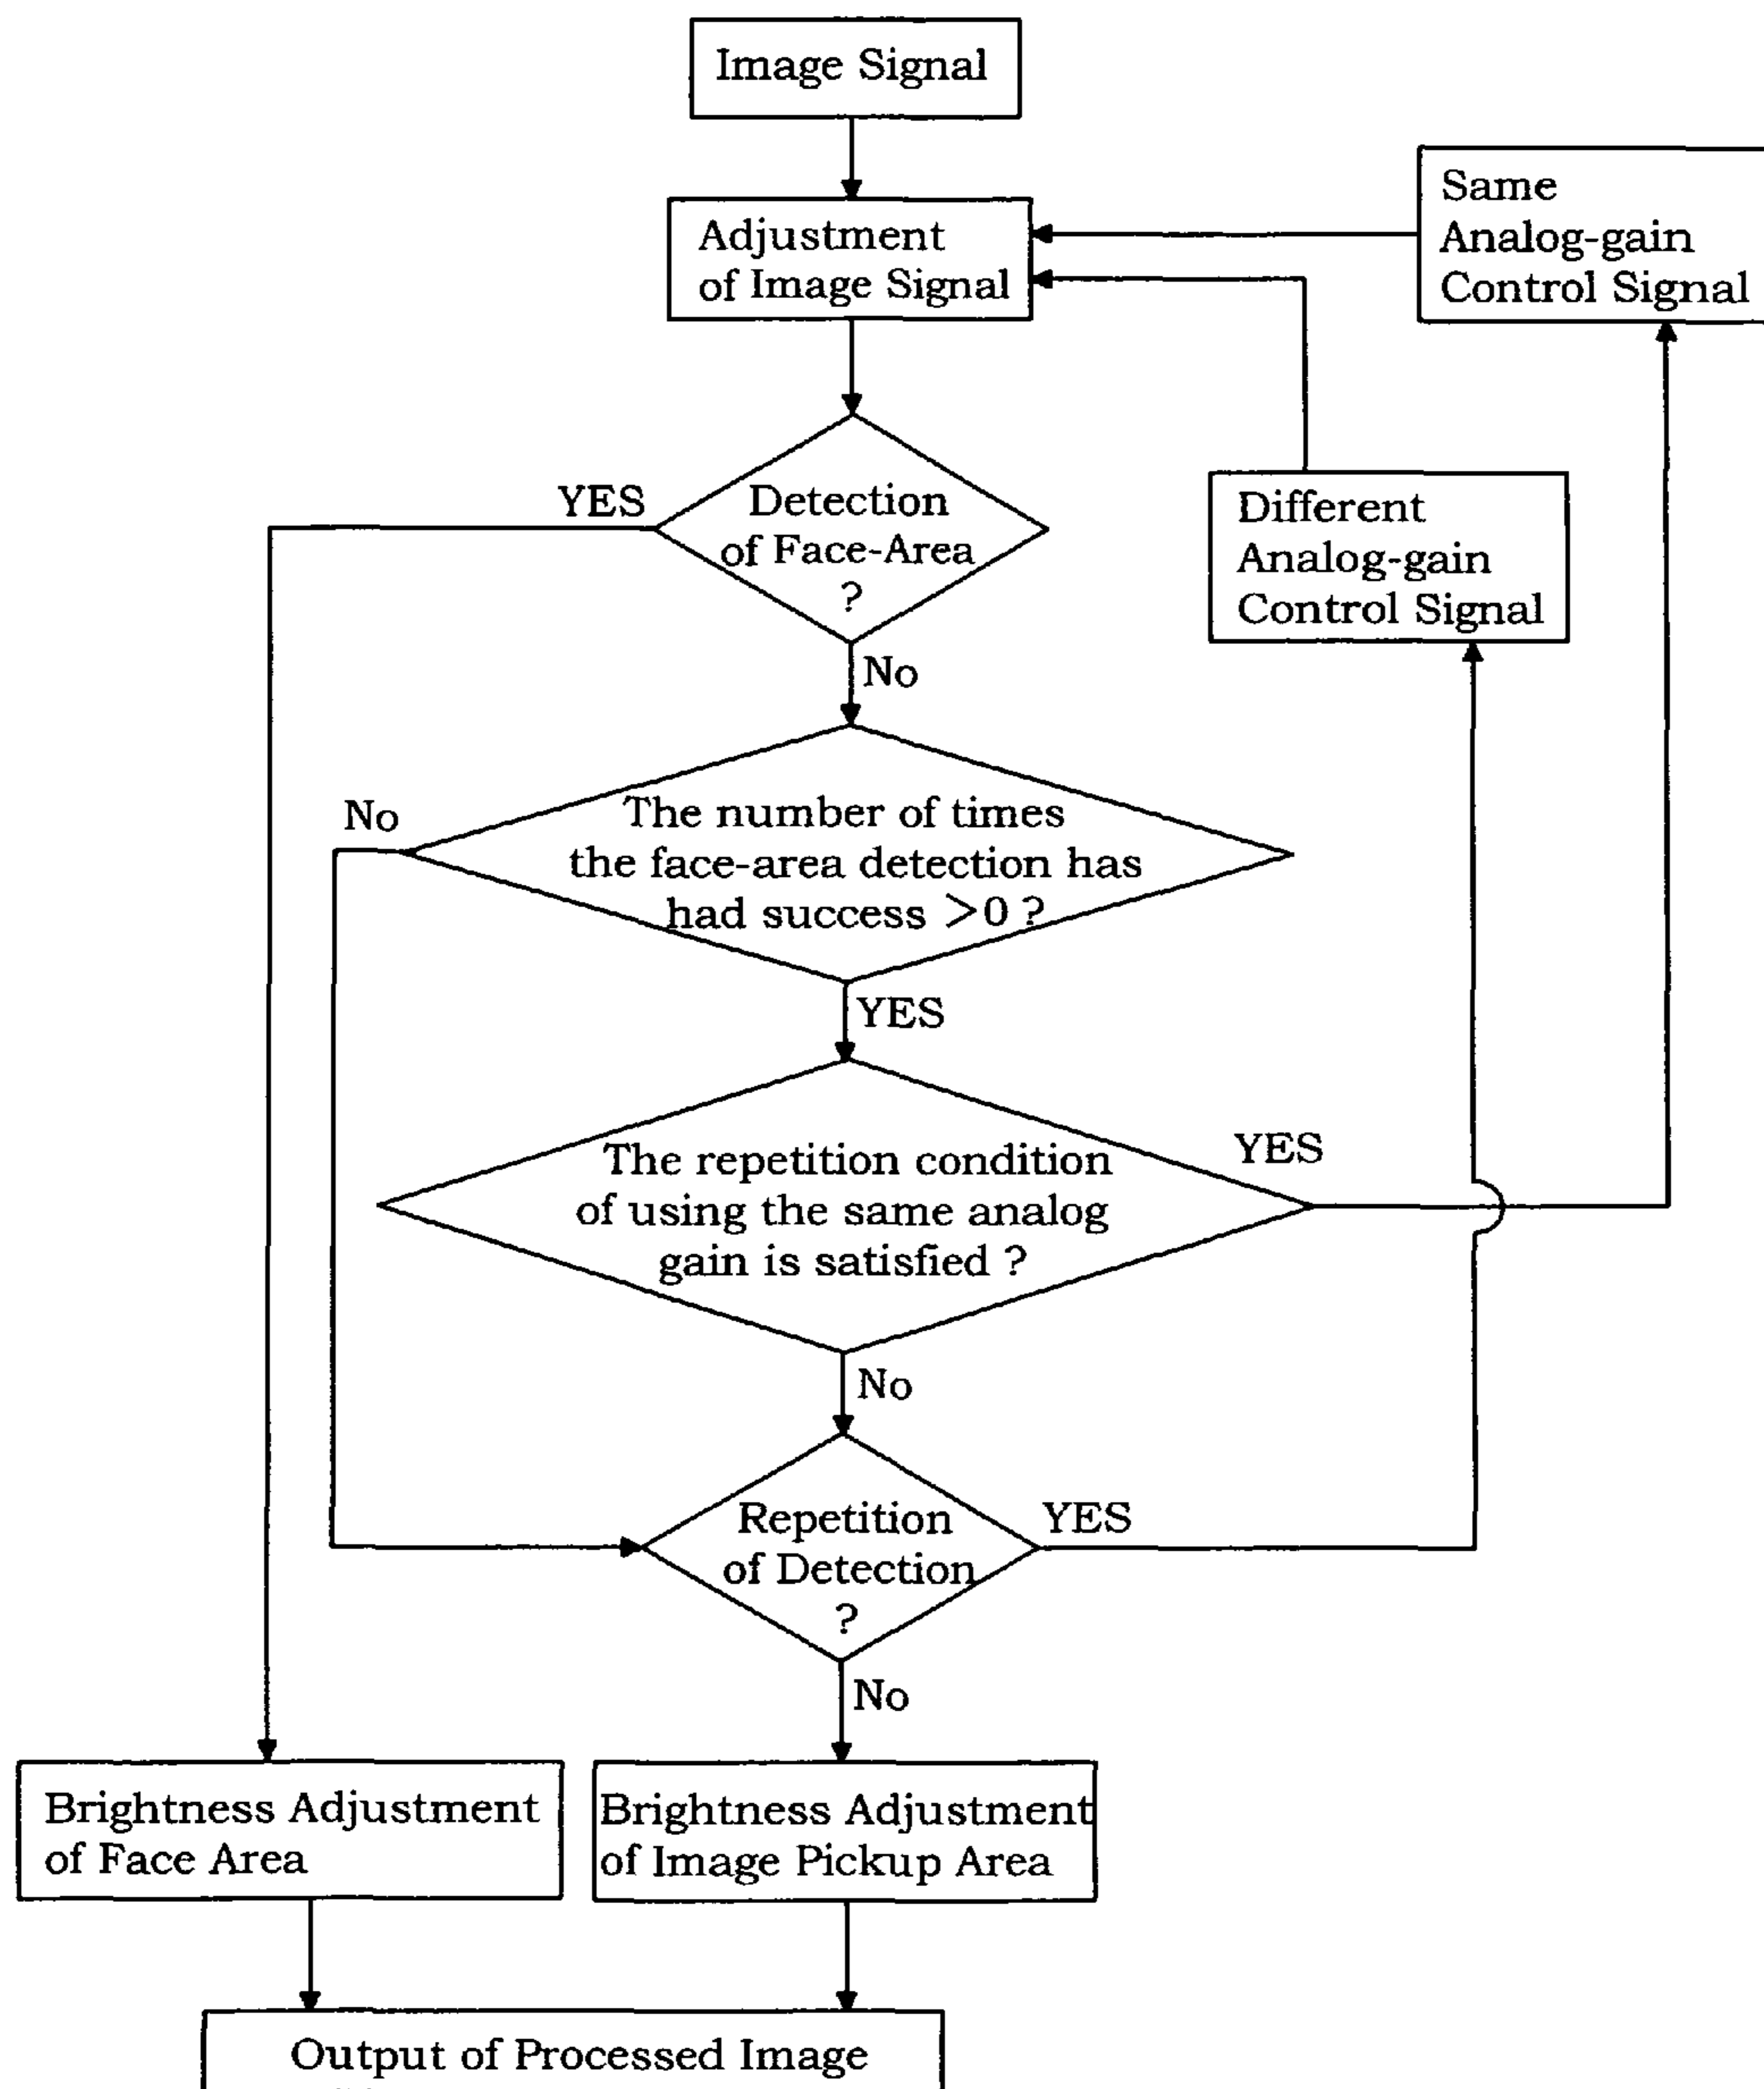 Image Signal
Same
Analog-gain
Control Signal
Adjustment
of Image Signal
YES
Detection
of Face-Area
?
Different
Analog-gain
Control Signal
No
No
The number of times
the face-area detection has
had success >0 ?
YES
The repetition condition
of using the same analog
gain is satisfied ?
YES
No
Repetition
of Detection
?
YES
No
Brightness Adjustment
of Face Area
Brightness Adjustment
of Image Pickup Area
Output of Processed Image